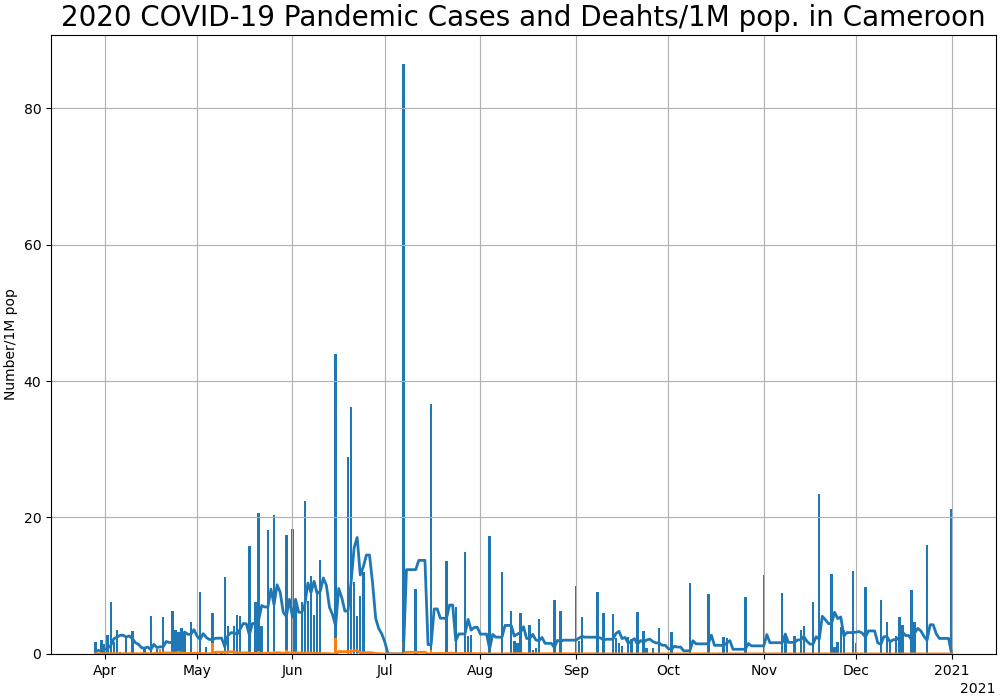 2020 COVID-19 Pandemic Cases and Deahts/1M pop. in Cameroon
Number/1M pop
80
60
40
20
0
Apr May Jun Jul Aug Sep Oct Nov Dec 2021
2021